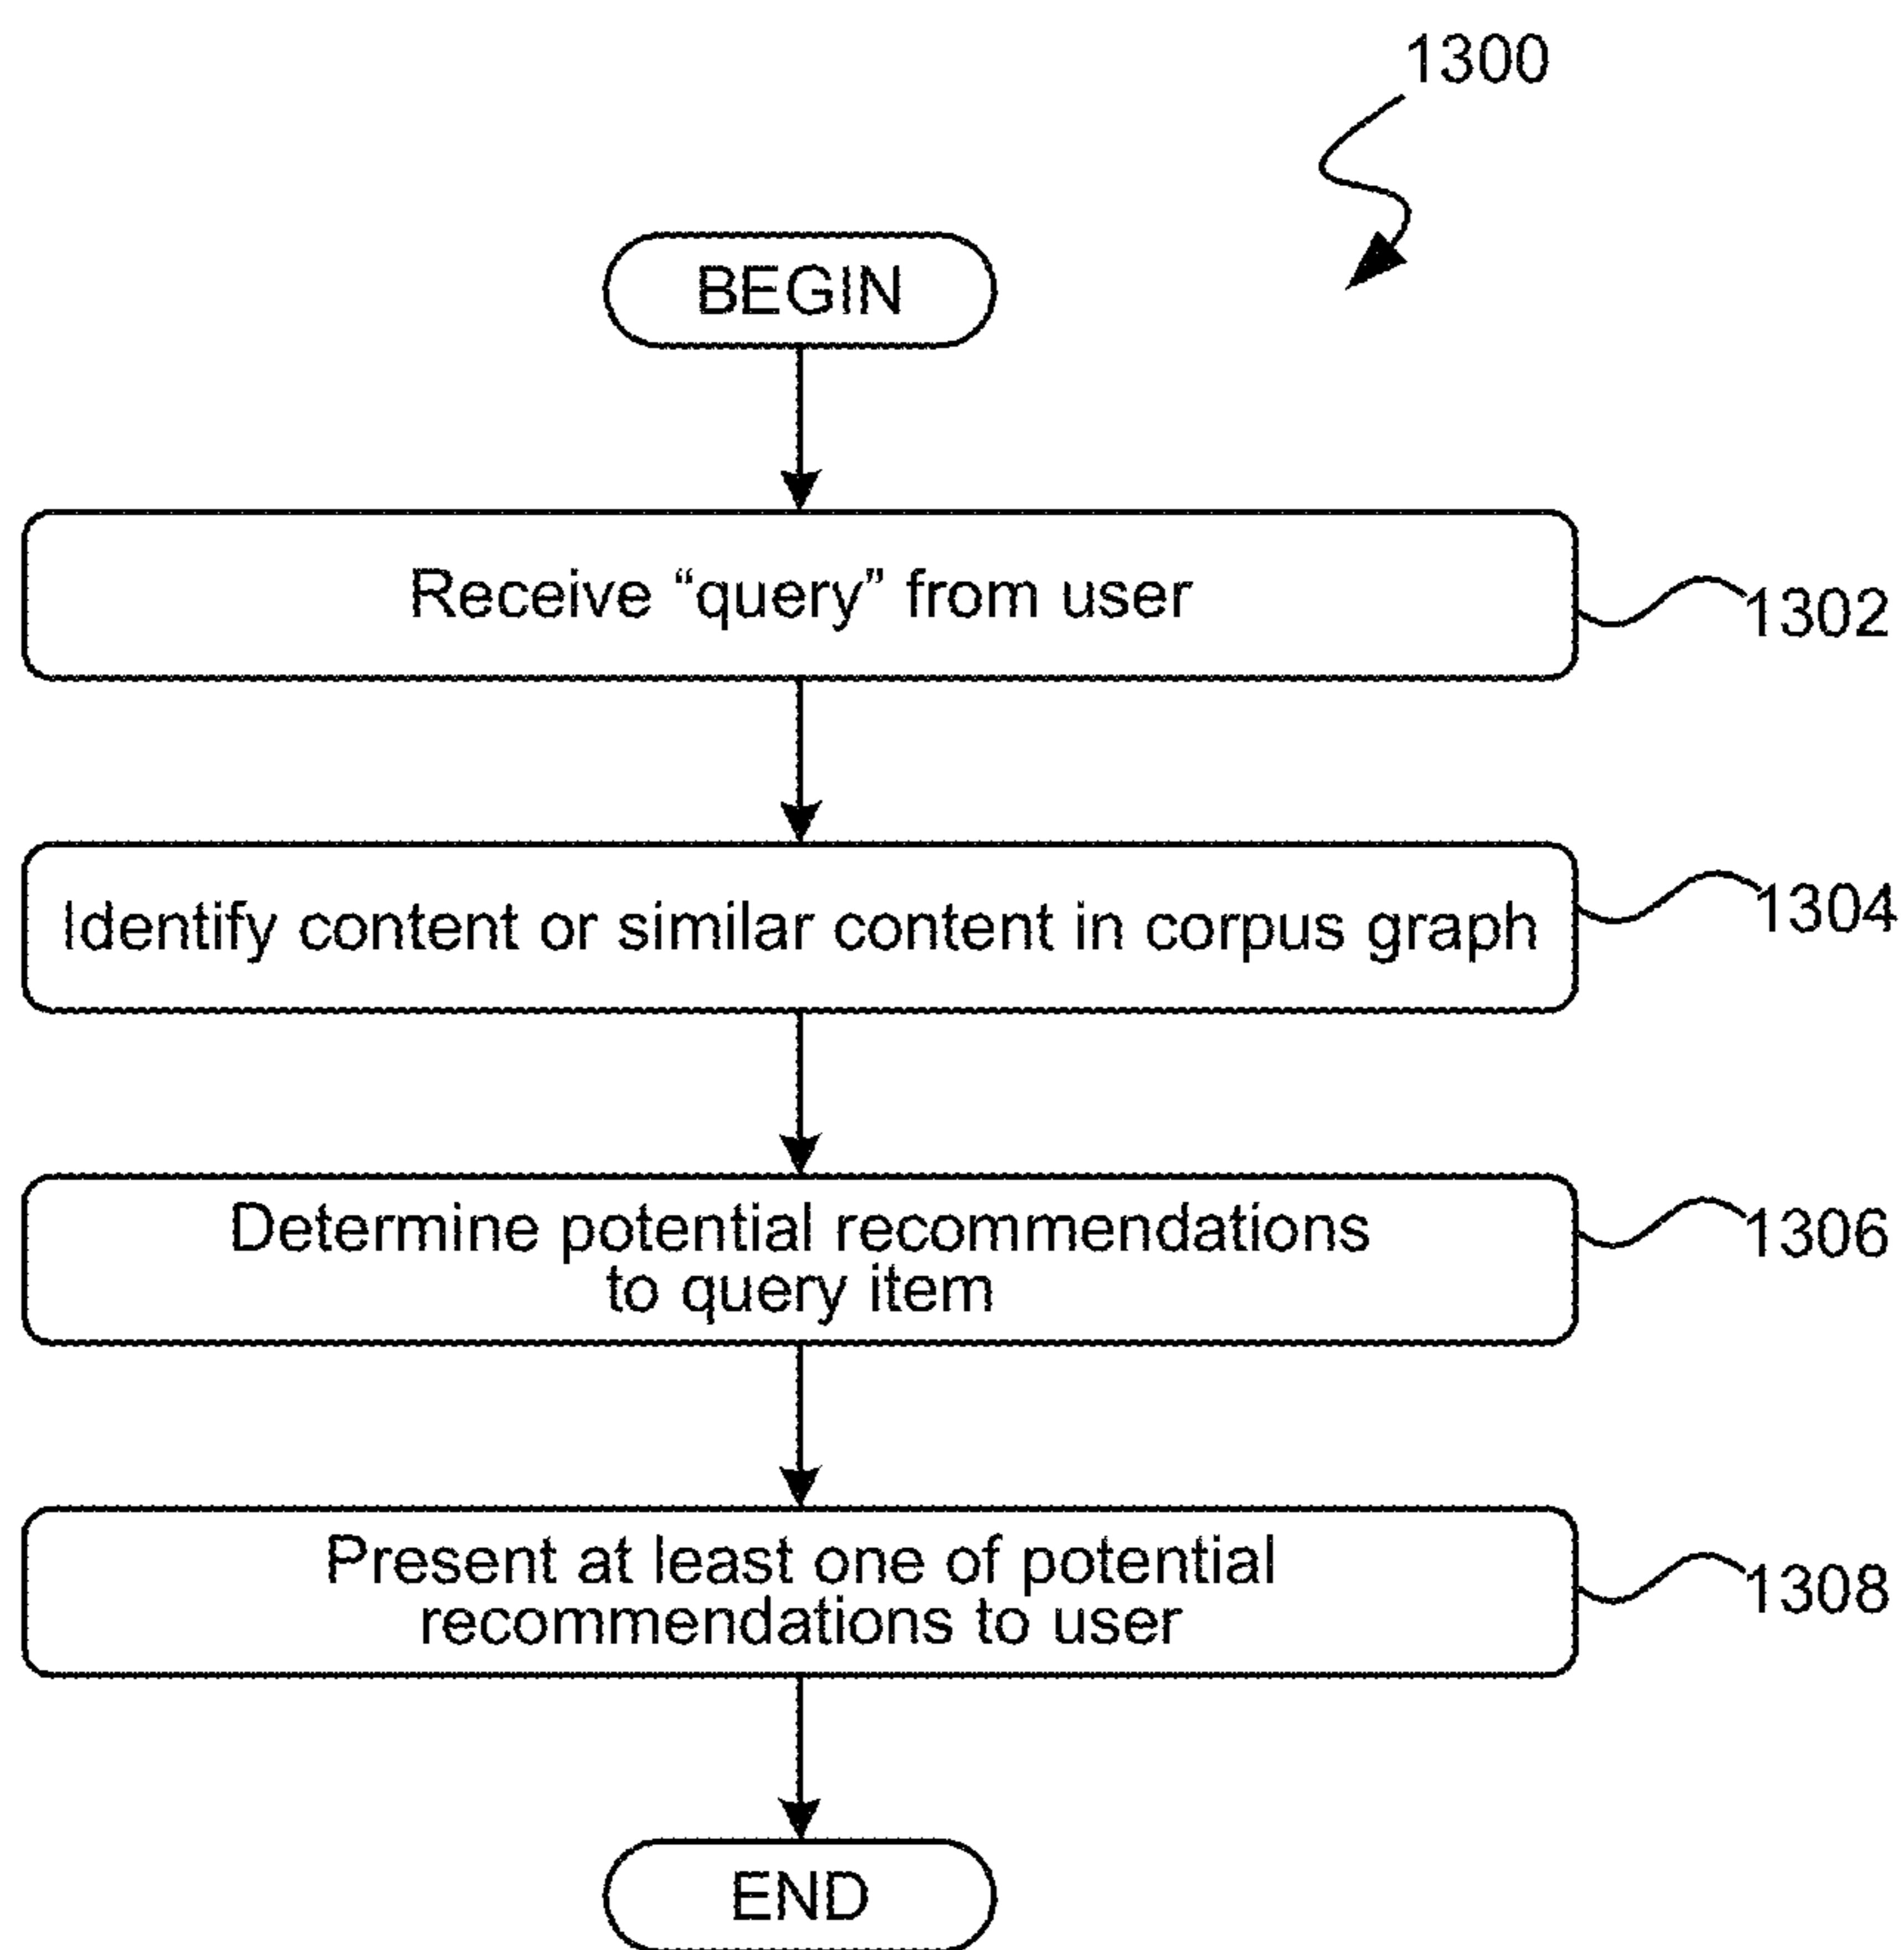 1300
BEGIN
Receive “query” from user
1302
Identify content or similar content in corpus graph
1304
Determine potential recommendations
to query item
1306
Present at least one of potential
recommendations to user
1308
END